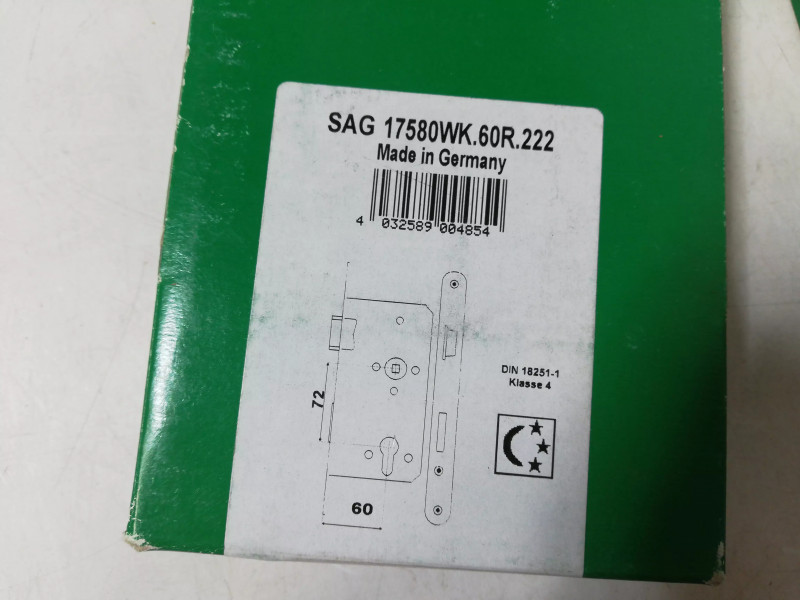 SAG 17580WK.60R.222
Made in Germany
4 032589 004854
DIN 18251-1
Klasse 4
72
60